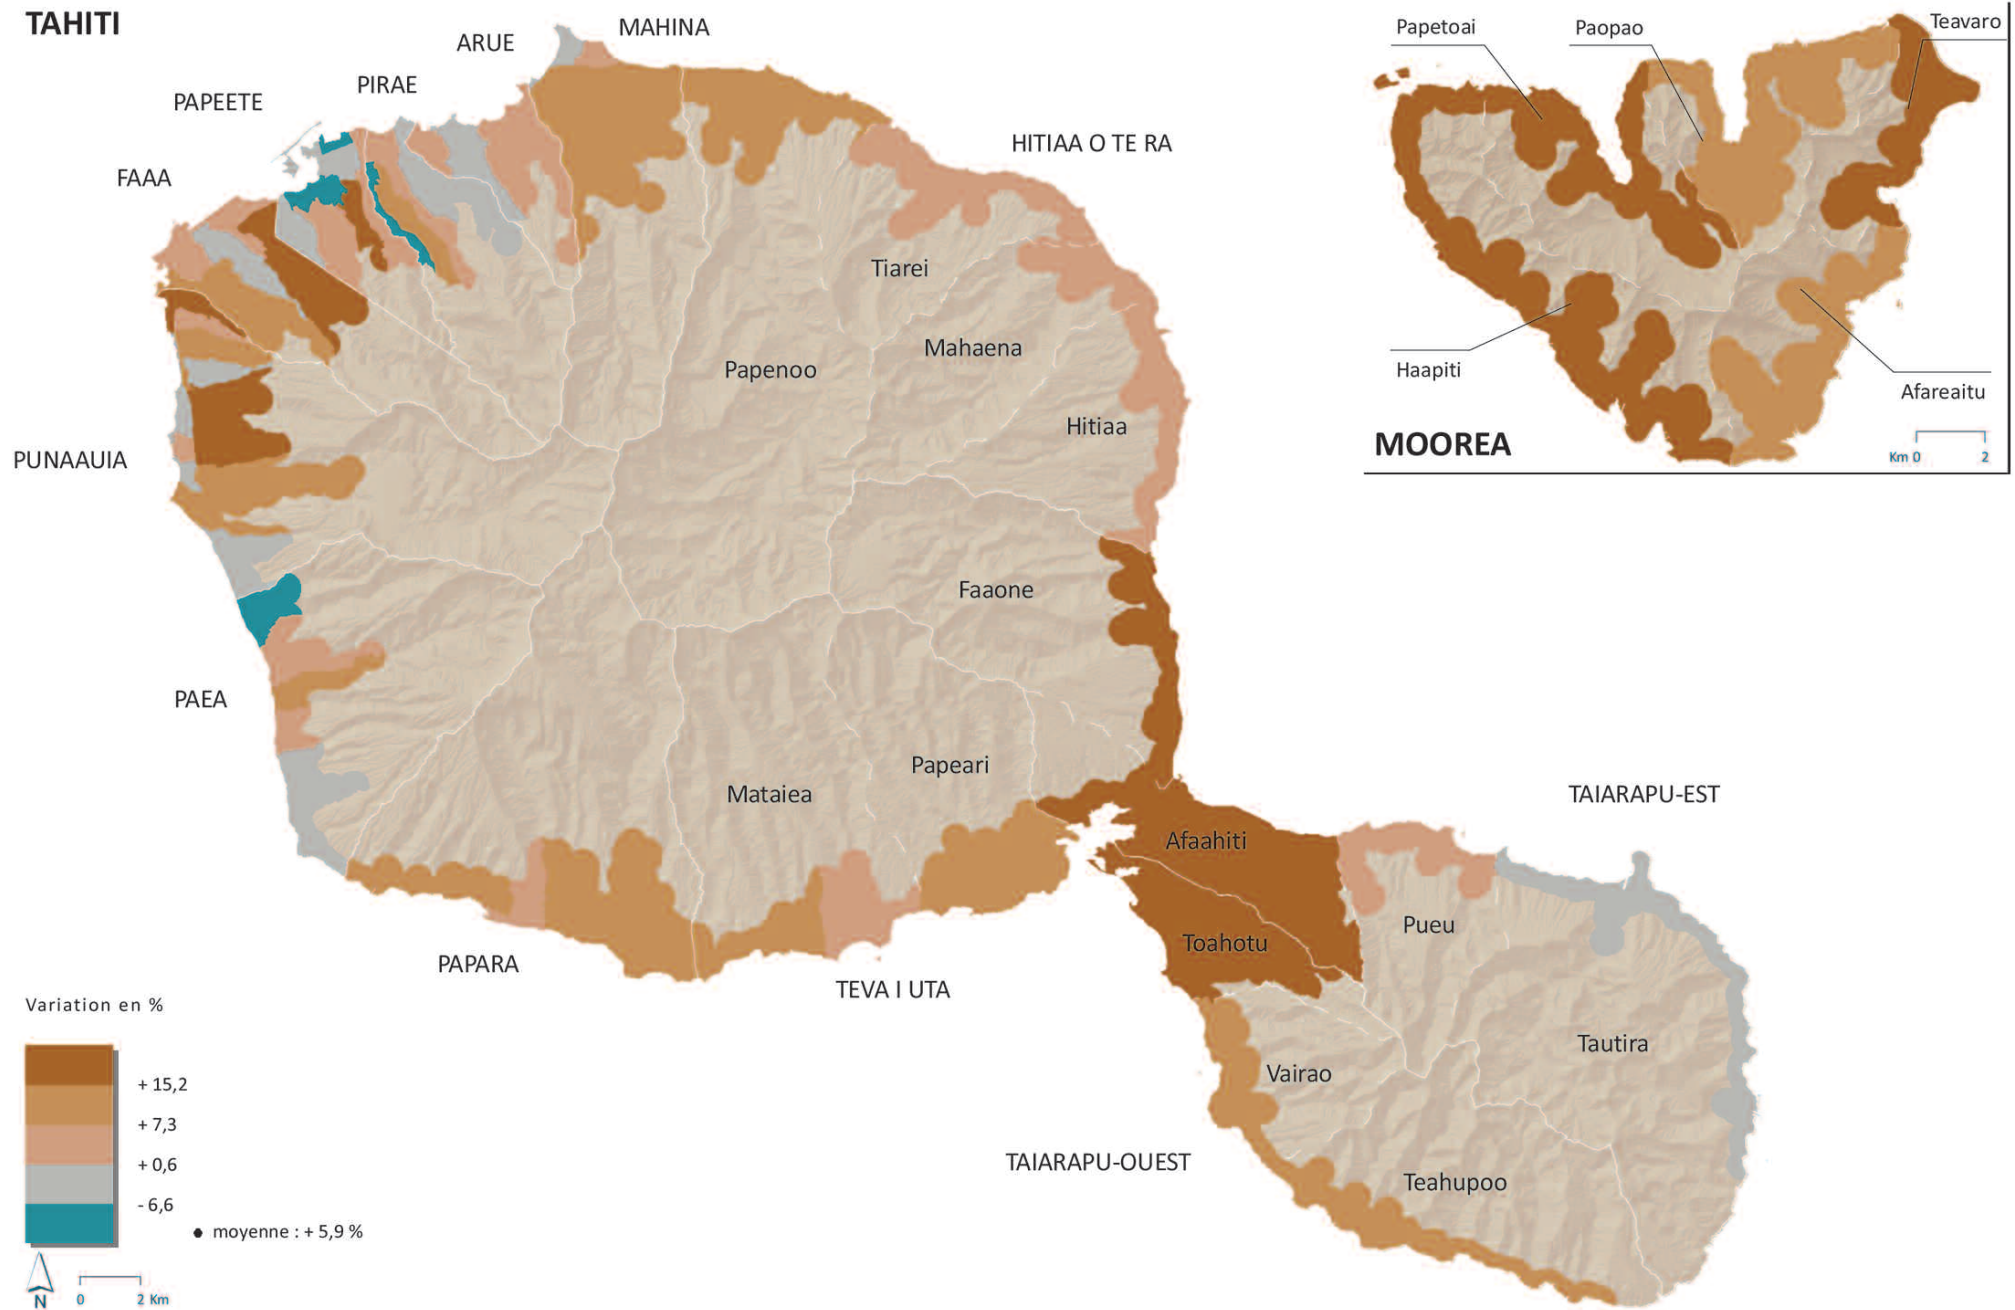 TAHITI
MAHINA
ARUE
PIRAE
PAPEETE
FAAA
HITIAA O TE RA
Tiarei
Mahaena
Papenoo
Hitiaa
PUNAAUIA
Faaone
PAEA
Papeari
Mataiea
PAPARA
TEVA I UTA
Afaahiti
Toahotu
TAIARAPU-EST
Pueu
Tautira
Vairao
TAIARAPU-OUEST
Teahupoo
Papetoai
Paopao
Teavaro
Haapiti
Afareaitu
MOOREA
Km 0 2
Variation en %
+ 15,2
+ 7,3
+ 0,6
- 6,6
moyenne : + 5,9 %
N
0 2 Km